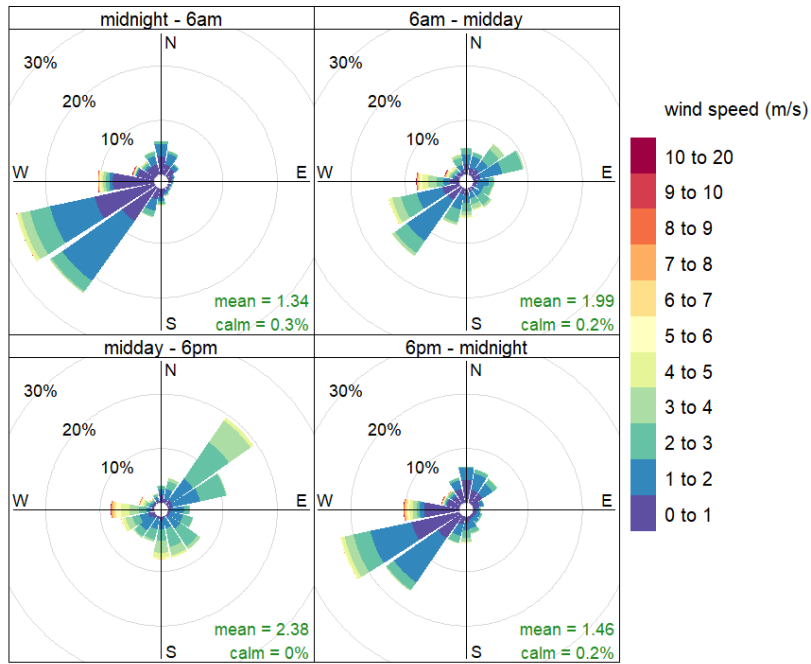 midnight - 6am
N
30%
20%
10%
W
E
S
mean = 1.34
calm = 0.3%
6am - midday
N
30%
20%
10%
W
E
S
mean = 1.99
calm = 0.2%
midday - 6pm
N
30%
20%
10%
W
E
S
mean = 2.38
calm = 0%
6pm - midnight
N
30%
20%
10%
W
E
S
mean = 1.46
calm = 0.2%
wind speed (m/s)
10 to 20
9 to 10
8 to 9
7 to 8
6 to 7
5 to 6
4 to 5
3 to 4
2 to 3
1 to 2
0 to 1